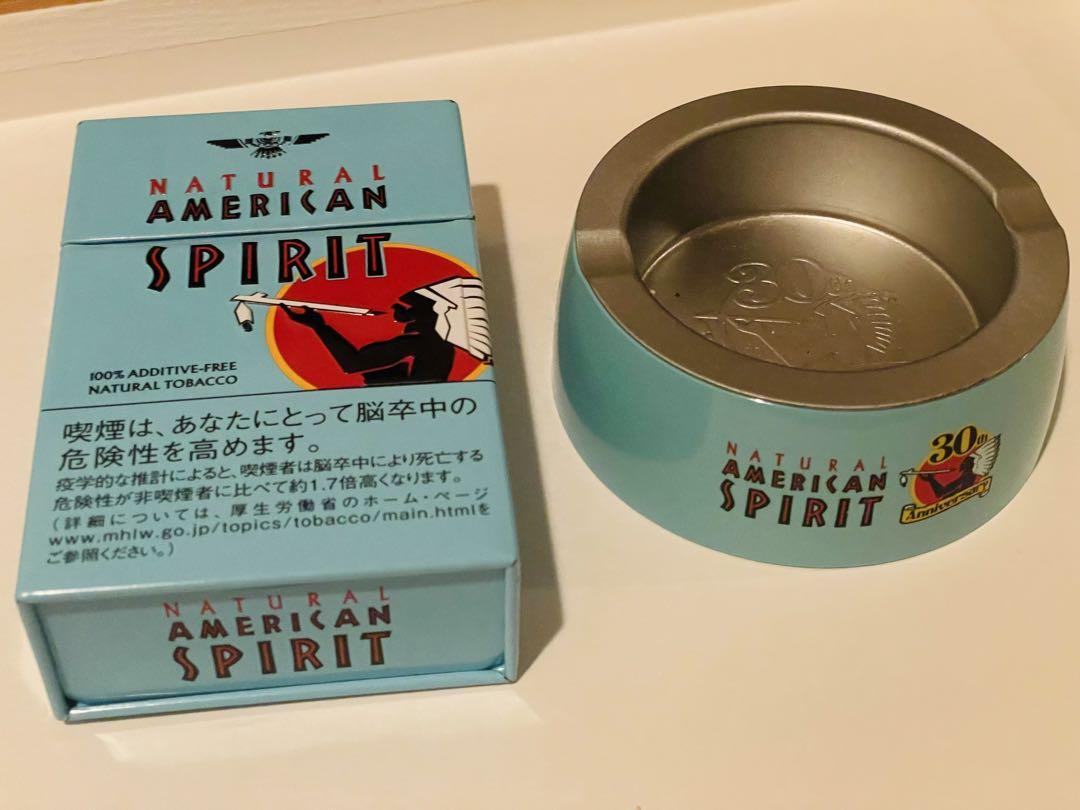 NATURAL
AMERICAN
SPIRIT
100% ADDITIVE-FREE
NATURAL TOBACCO
喫煙は、あなたにとって脳卒中の
危険性を高めます。
疫学的な推計によると、喫煙者は脳卒中により死亡する
危険性が非喫煙者に比べて約1.7倍高くなります。
(詳細については、厚生労働省のホーム・ページ
www.mhlw.go.jp/topics/tobacco/main.htmlを
ご参照ください。)
NATURAL
AMERICAN
SPIRIT
30th
NATURAL
AMERICAN
SPIRIT
30th
Anniversary